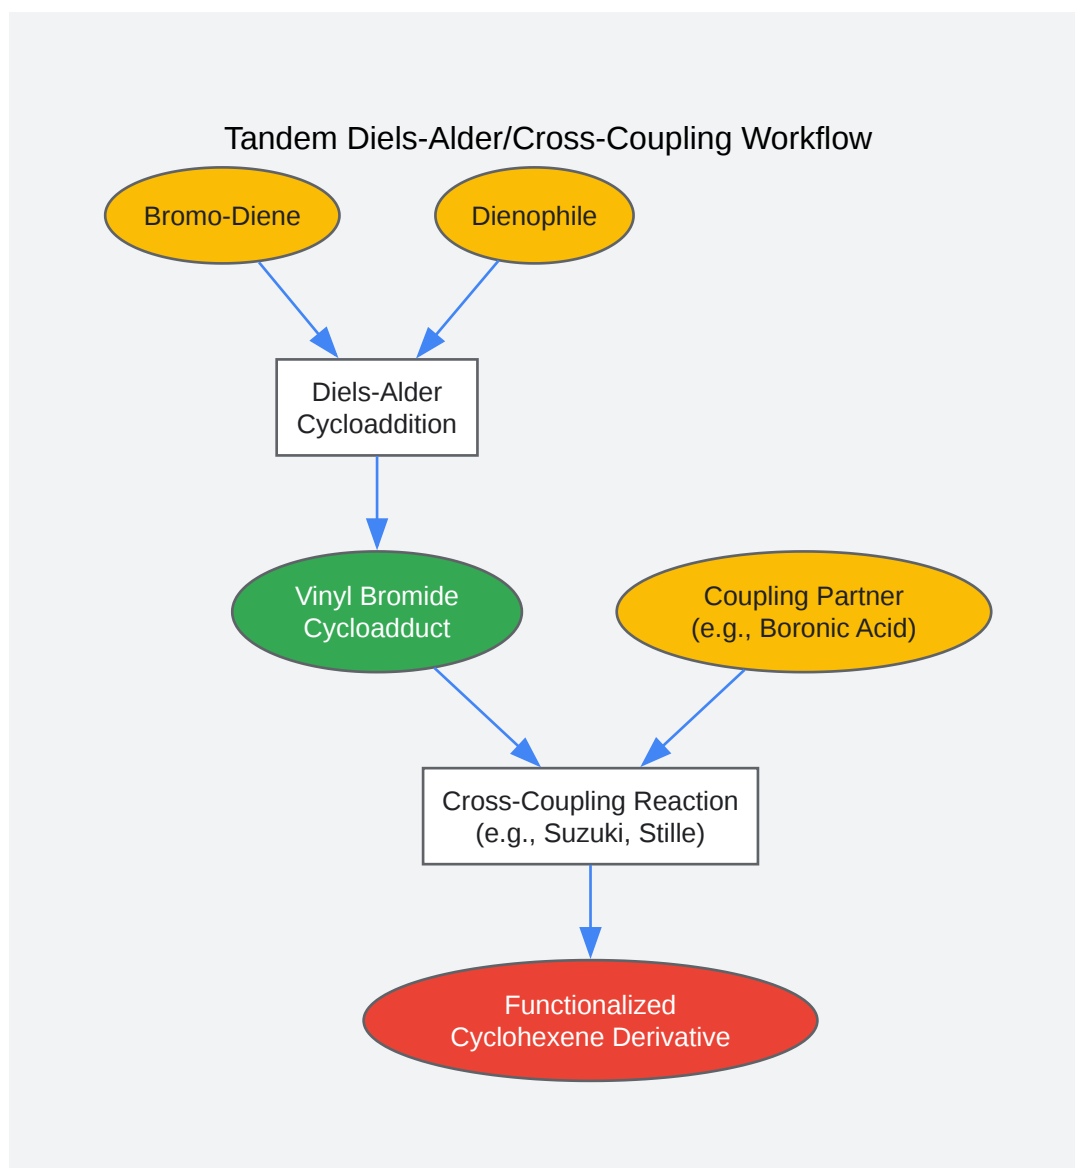 Tandem Diels-Alder/Cross-Coupling Workflow
Bromo-Diene
Dienophile
Diels-Alder
Cycloaddition
Vinyl Bromide
Cycloadduct
Coupling Partner
(e.g., Boronic Acid)
Cross-Coupling Reaction
(e.g., Suzuki, Stille)
Functionalized
Cyclohexene Derivative